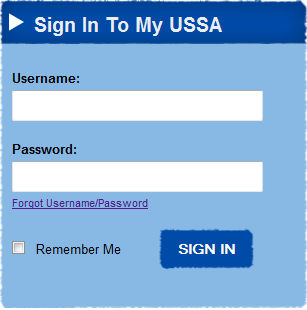 Sign In To My USSA
Username:
Password:
Forgot Username/Password
Remember Me
SIGN IN